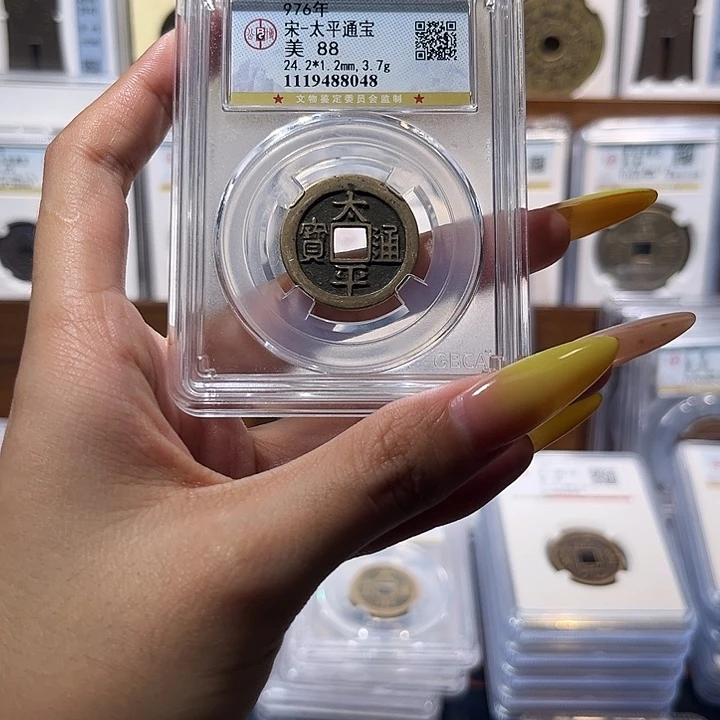 976年
宋-太平通宝
美 88
24.2*1.2mm,3.7g
1119488048
★ 文物鉴定委员会监制 ★
太
寶 通
平
GBCA